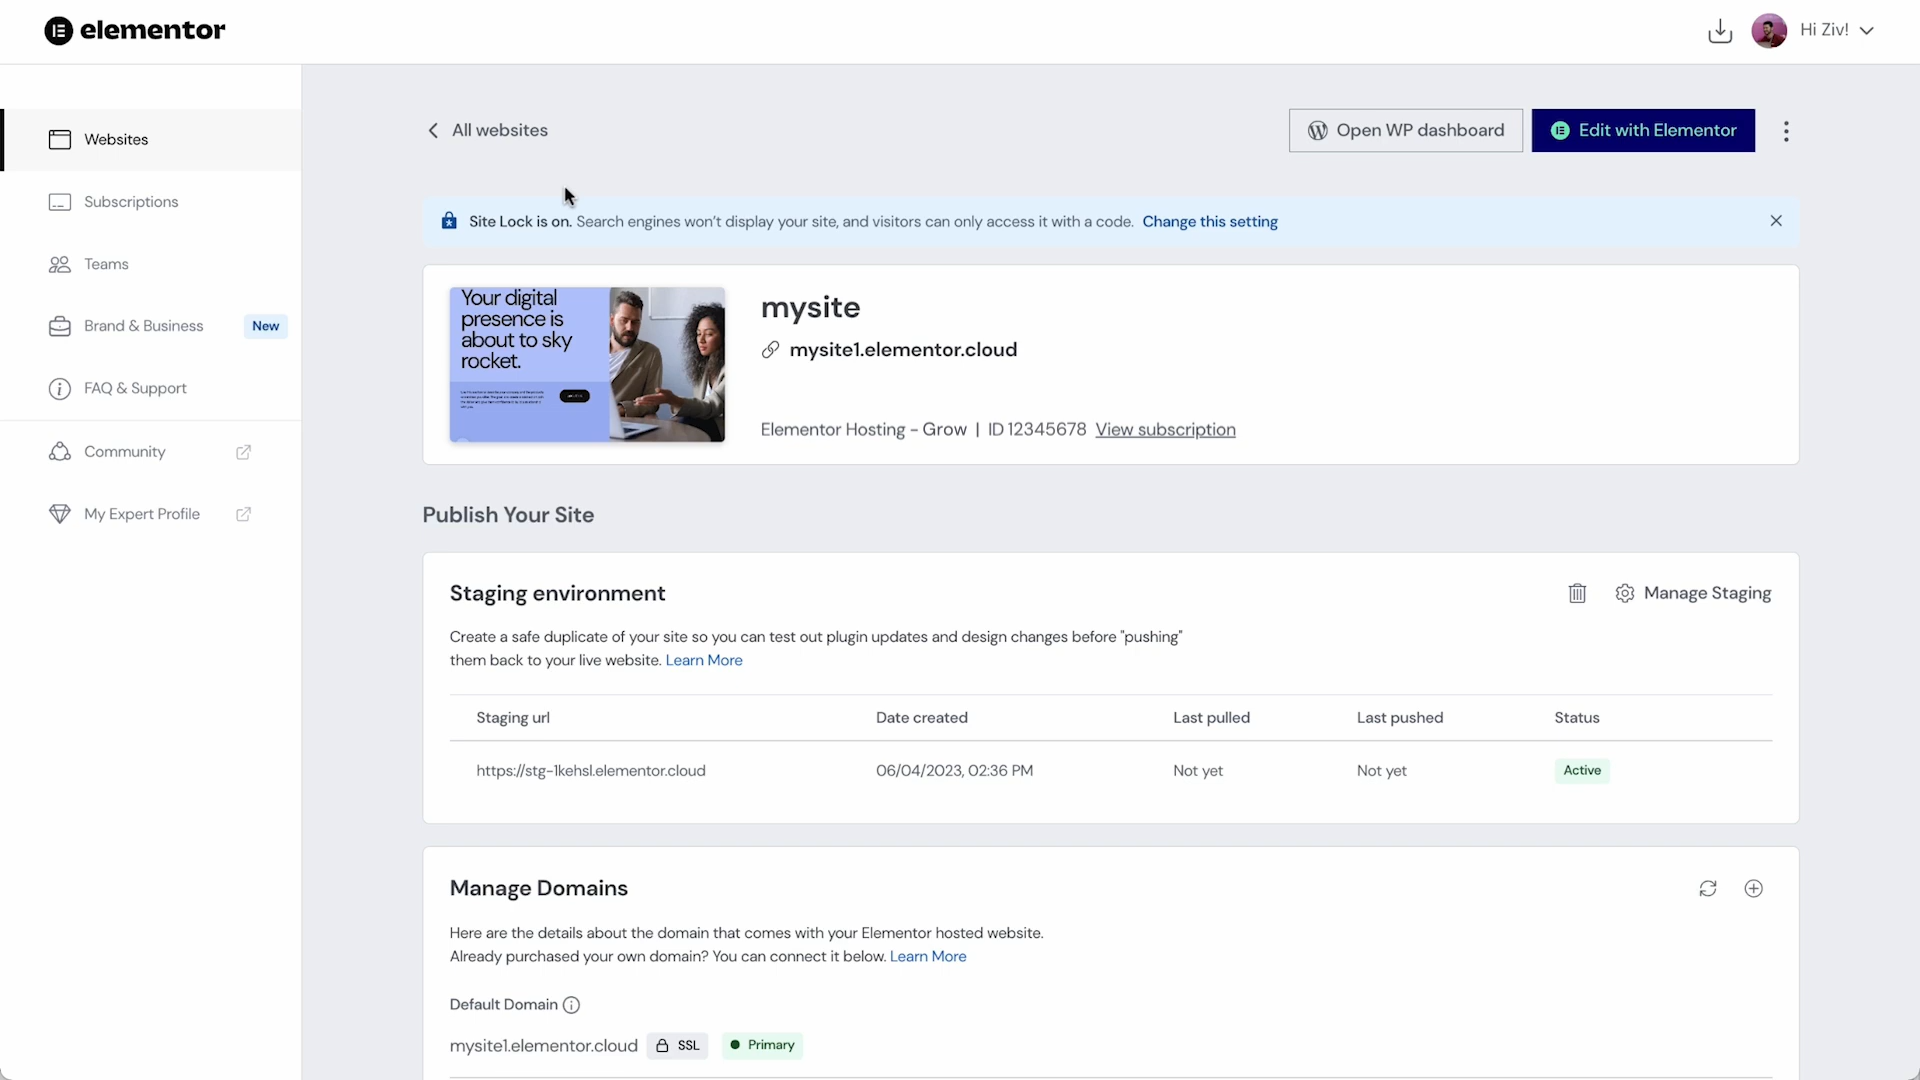 elementor
Hi Ziv!
Websites
Subscriptions
Teams
Brand & Business New
FAQ & Support
Community
My Expert Profile
All websites
Open WP dashboard
Edit with Elementor
Site Lock is on. Search engines won't display your site, and visitors can only access it with a code. Change this setting
Your digital
presence is
about to sky
rocket.
mysite
mysite1.elementor.cloud
Elementor Hosting - Grow | ID 12345678 View subscription
Publish Your Site
Staging environment
Manage Staging
Create a safe duplicate of your site so you can test out plugin updates and design changes before "pushing"
them back to your live website. Learn More
Staging url Date created Last pulled Last pushed Status
https://stg-1kehsl.elementor.cloud 06/04/2023, 02:36 PM Not yet Not yet Active
Manage Domains
Here are the details about the domain that comes with your Elementor hosted website.
Already purchased your own domain? You can connect it below. Learn More
Default Domain
mysite1.elementor.cloud SSL Primary